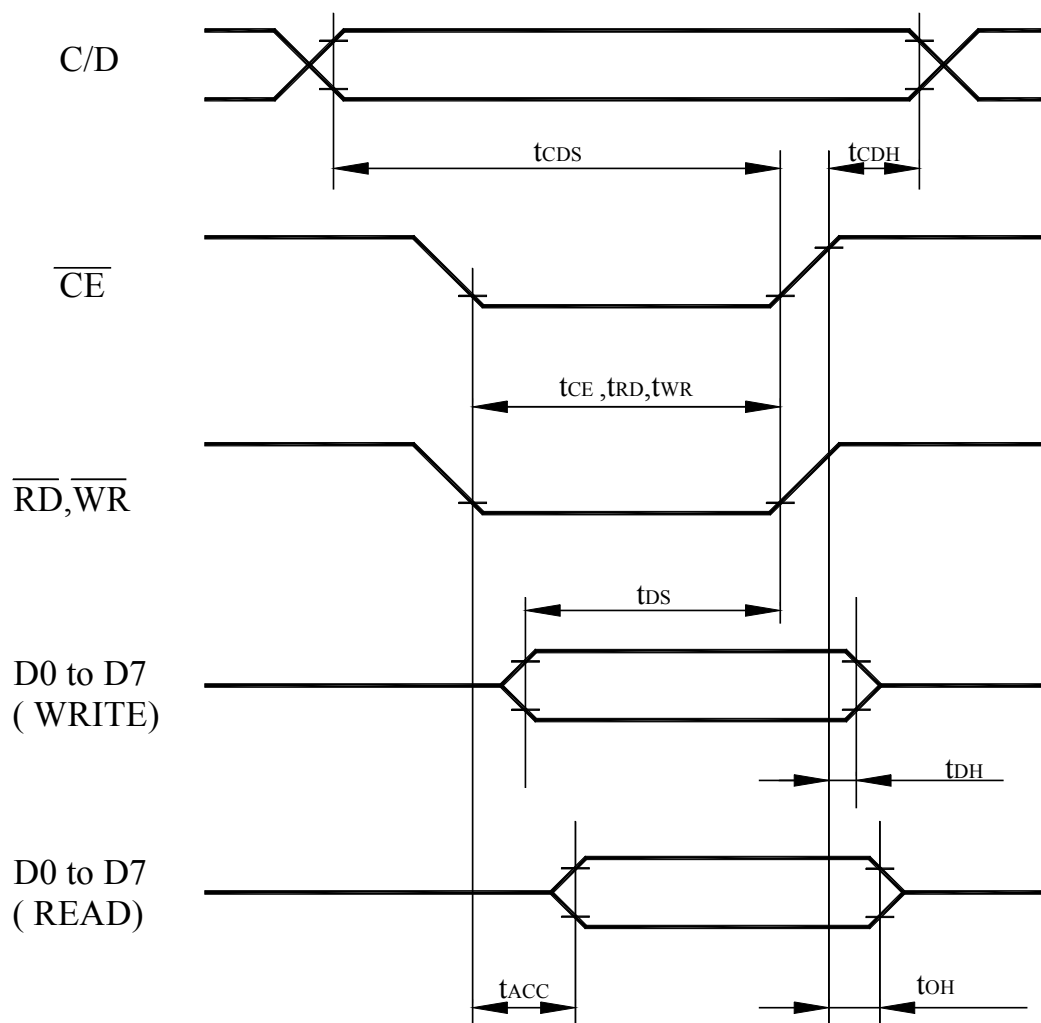 C/D
tCDS
tCDH
CE
tCE ,tRD,tWR
RD,WR
tDS
D0 to D7
( WRITE)
tDH
D0 to D7
( READ)
tACC
tOH